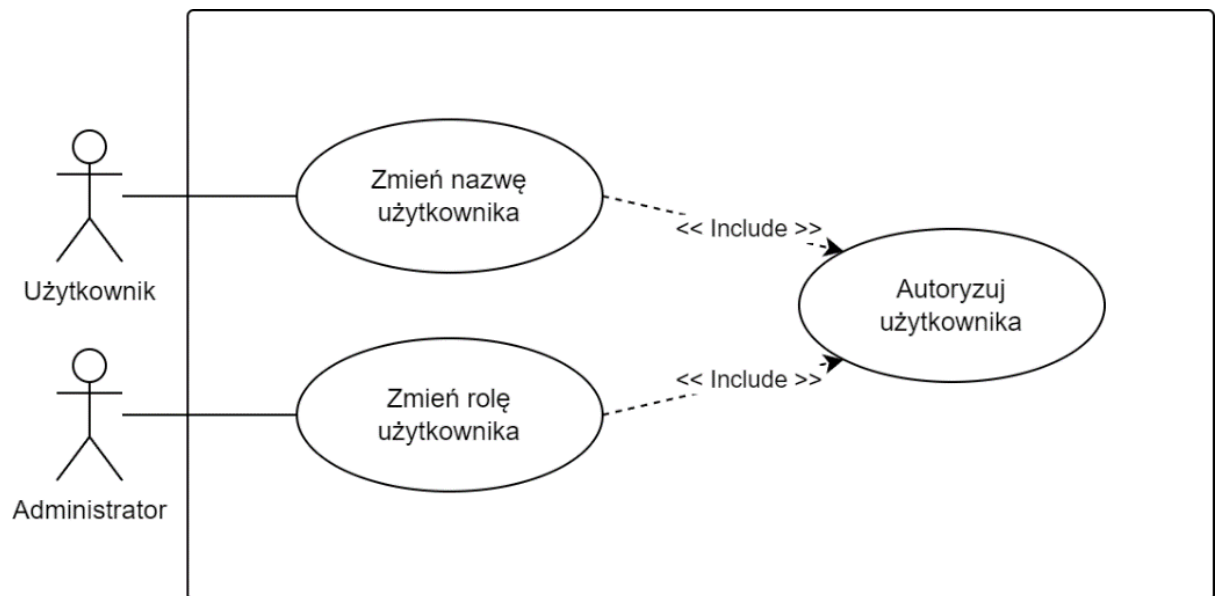 Zmień nazwę
użytkownika
<< Include >>
Użytkownik
Autoryzuj
użytkownika
<< Include >>
Zmień rolę
użytkownika
Administrator